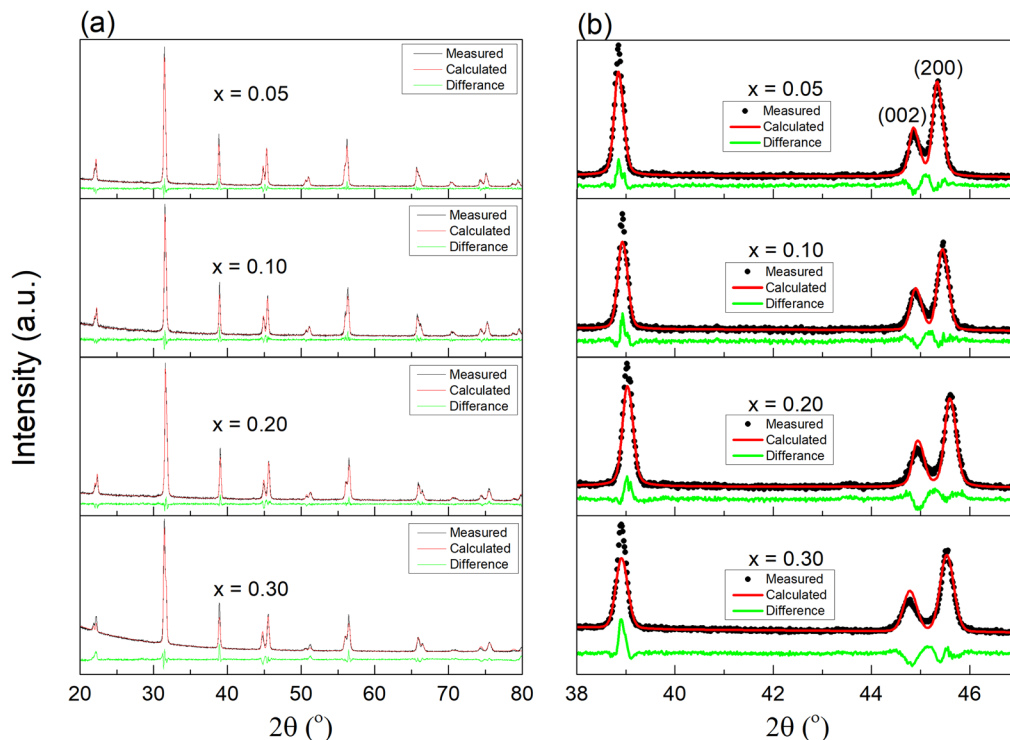 (a)
Measured
Calculated
Differance
x = 0.05
Measured
Calculated
Differance
x = 0.10
Measured
Calculated
Differance
x = 0.20
Measured
Calculated
Difference
x = 0.30
20 30 40 50 60 70 80
2θ (°)
Intensity (a.u.)
(b)
x = 0.05
Measured
Calculated
Differance
(002)
(200)
x = 0.10
Measured
Calculated
Differance
x = 0.20
Measured
Calculated
Differance
x = 0.30
Measured
Calculated
Difference
38 40 42 44 46
2θ (°)